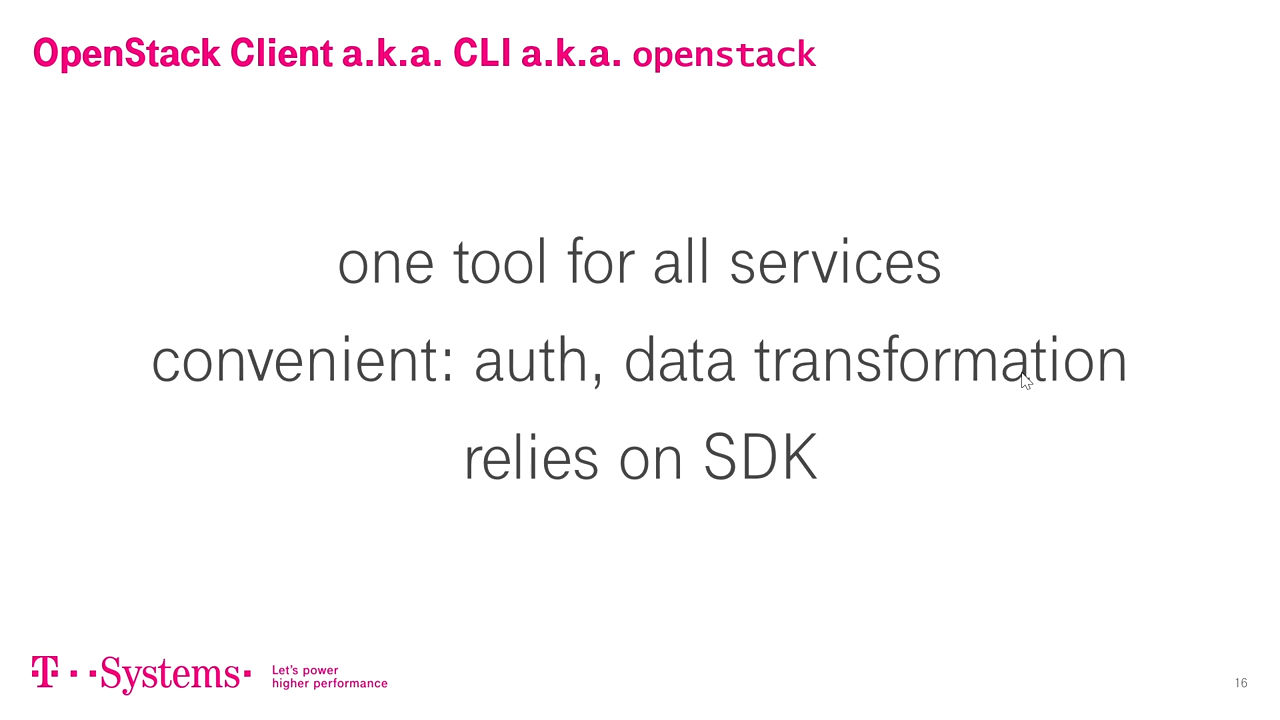 OpenStack Client a.k.a. CLI a.k.a. openstack
one tool for all services
convenient: auth, data transformation
relies on SDK
T··Systems·
Let's power
higher performance
16